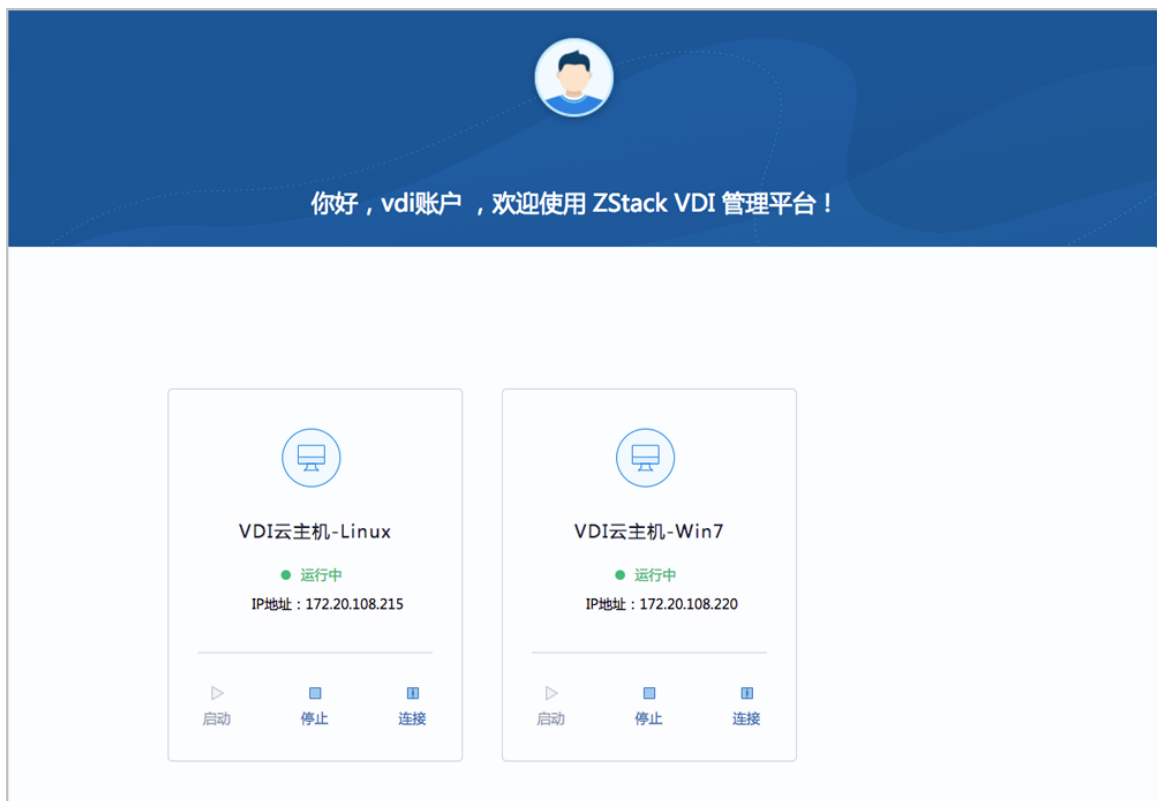 你好，vdi账户 ，欢迎使用 ZStack VDI 管理平台！
VDI云主机-Linux
运行中
IP地址：172.20.108.215
启动 停止 连接
VDI云主机-Win7
运行中
IP地址：172.20.108.220
启动 停止 连接